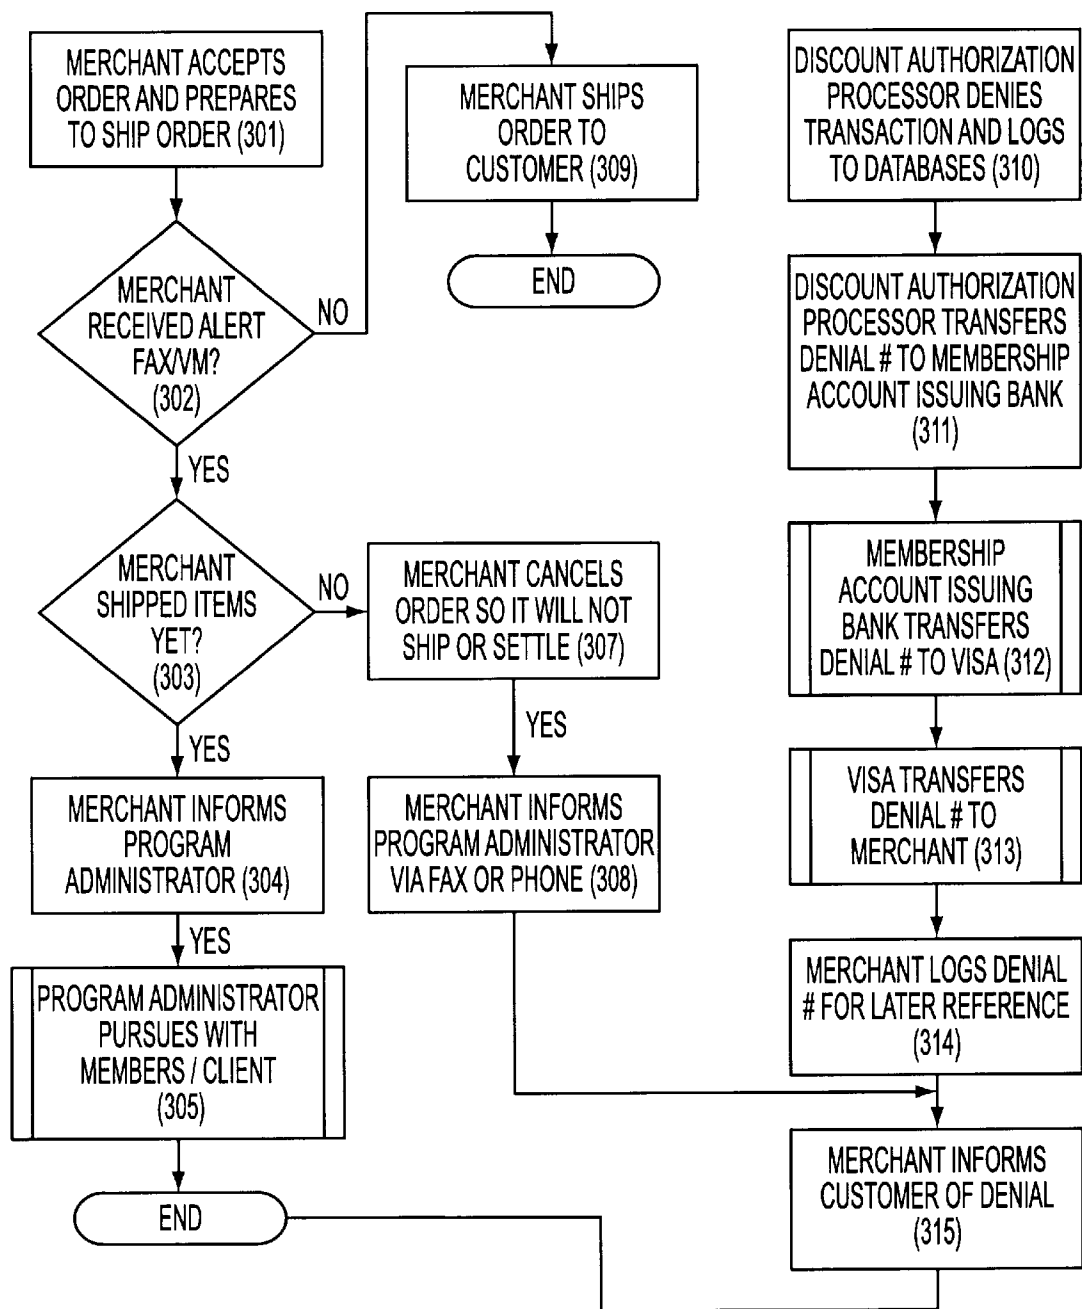 MERCHANT ACCEPTS
ORDER AND PREPARES
TO SHIP ORDER (301)
MERCHANT
RECEIVED ALERT
FAX/VM?
(302)
NO
YES
MERCHANT
SHIPPED ITEMS
YET?
(303)
NO
YES
MERCHANT INFORMS
PROGRAM
ADMINISTRATOR (304)
YES
PROGRAM ADMINISTRATOR
PURSUES WITH
MEMBERS / CLIENT
(305)
END
MERCHANT SHIPS
ORDER TO
CUSTOMER (309)
END
MERCHANT CANCELS
ORDER SO IT WILL NOT
SHIP OR SETTLE (307)
YES
MERCHANT INFORMS
PROGRAM ADMINISTRATOR
VIA FAX OR PHONE (308)
DISCOUNT AUTHORIZATION
PROCESSOR DENIES
TRANSACTION AND LOGS
TO DATABASES (310)
DISCOUNT AUTHORIZATION
PROCESSOR TRANSFERS
DENIAL # TO MEMBERSHIP
ACCOUNT ISSUING BANK
(311)
MEMBERSHIP
ACCOUNT ISSUING
BANK TRANSFERS
DENIAL # TO VISA (312)
VISA TRANSFERS
DENIAL # TO
MERCHANT (313)
MERCHANT LOGS DENIAL
# FOR LATER REFERENCE
(314)
MERCHANT INFORMS
CUSTOMER OF DENIAL
(315)